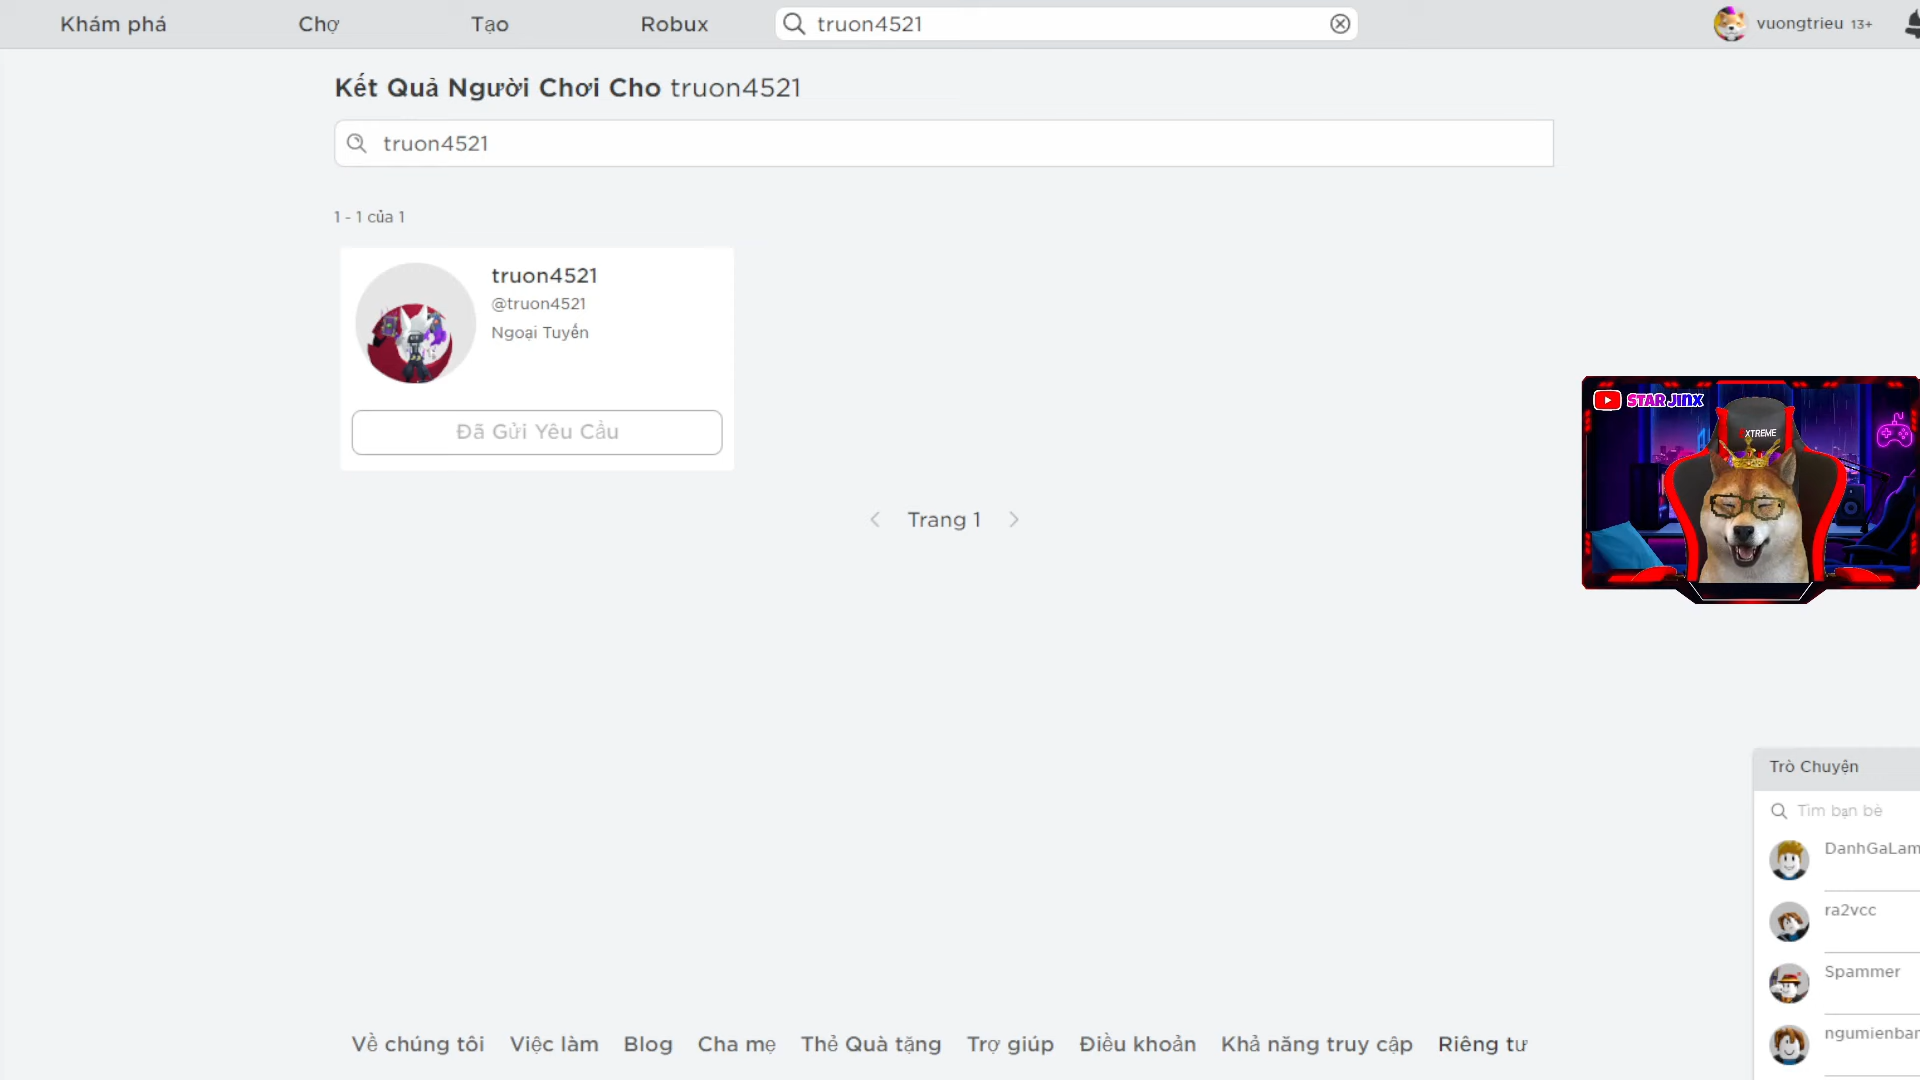 Khám phá
Chợ
Tạo
Robux
truon4521
vuongtrieu 13+
Kết Quả Người Chơi Cho truon4521
truon4521
1 - 1 của 1
truon4521
@truon4521
Ngoại Tuyến
Đã Gửi Yêu Cầu
Trang 1
STAR JINX
EXTREME
Trò Chuyện
Tìm bạn bè
DanhGaLam
ra2vcc
Spammer
ngumienbar
Về chúng tôi
Việc làm
Blog
Cha mẹ
Thẻ Quà tặng
Trợ giúp
Điều khoản
Khả năng truy cập
Riêng tư